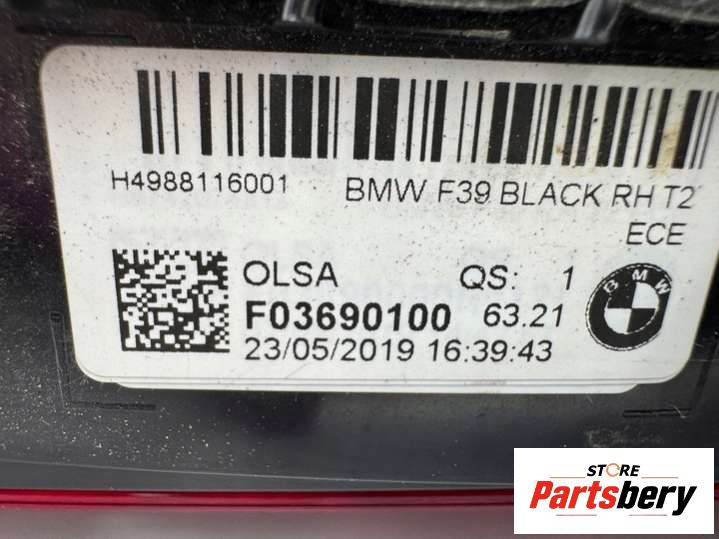 H4988116001 BMW F39 BLACK RH T2
ECE
OLSA QS: 1
F03690100 63.21
23/05/2019 16:39:43
BMW
STORE
Partsbery